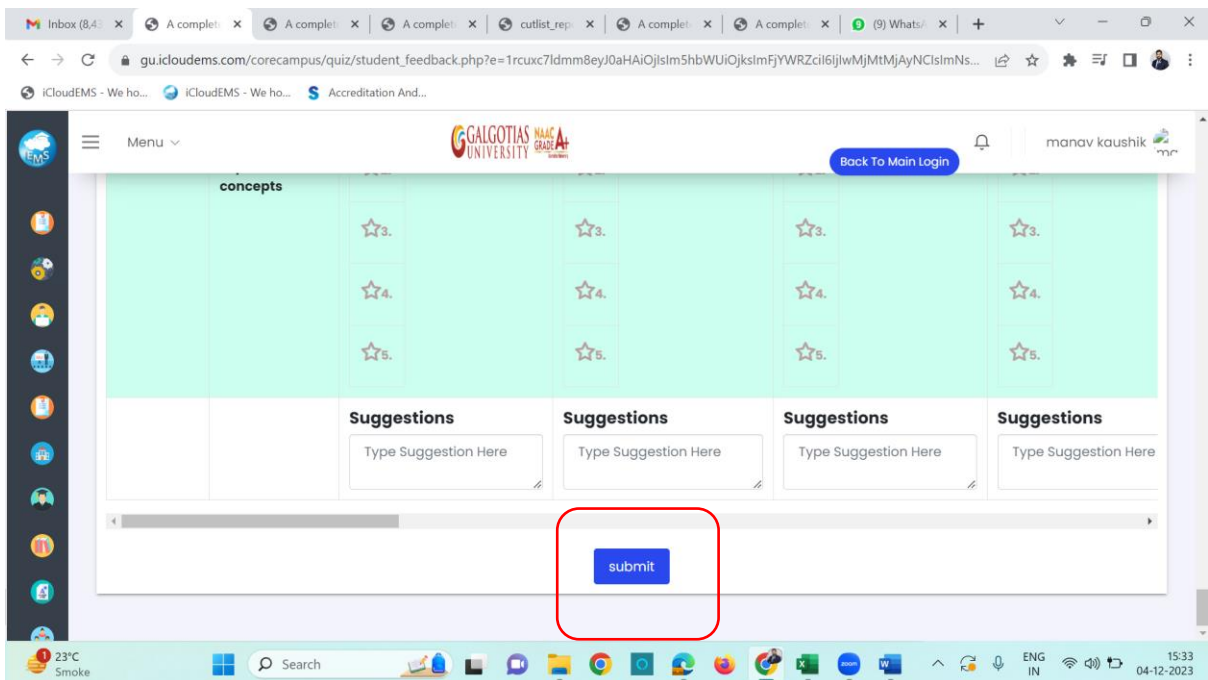 Inbox (8,43
A complet
A complet
A complet
cutlist_rep
A complet
A complet
(9) WhatsA
gu.icloudems.com/corecampus/quiz/student_feedback.php?e=1rcuxc7ldmm8eyJ0aHAiOjIsIm5hbWUiOjksImFjYWRZciI6IjIwMjMtMjAyNCIsImNs...
iCloudEMS - We ho...
iCloudEMS - We ho...
Accreditation And...
EMS
Menu
GALGOTIAS UNIVERSITY
NAAC GRADE A+
Back To Main Login
manav kaushik
concepts
3. 3. 3. 3.
4. 4. 4. 4.
5. 5. 5. 5.
Suggestions Suggestions Suggestions Suggestions
Type Suggestion Here Type Suggestion Here Type Suggestion Here Type Suggestion Here
submit
1
23°C
Smoke
Search
zoom
ENG
IN
15:33
04-12-2023